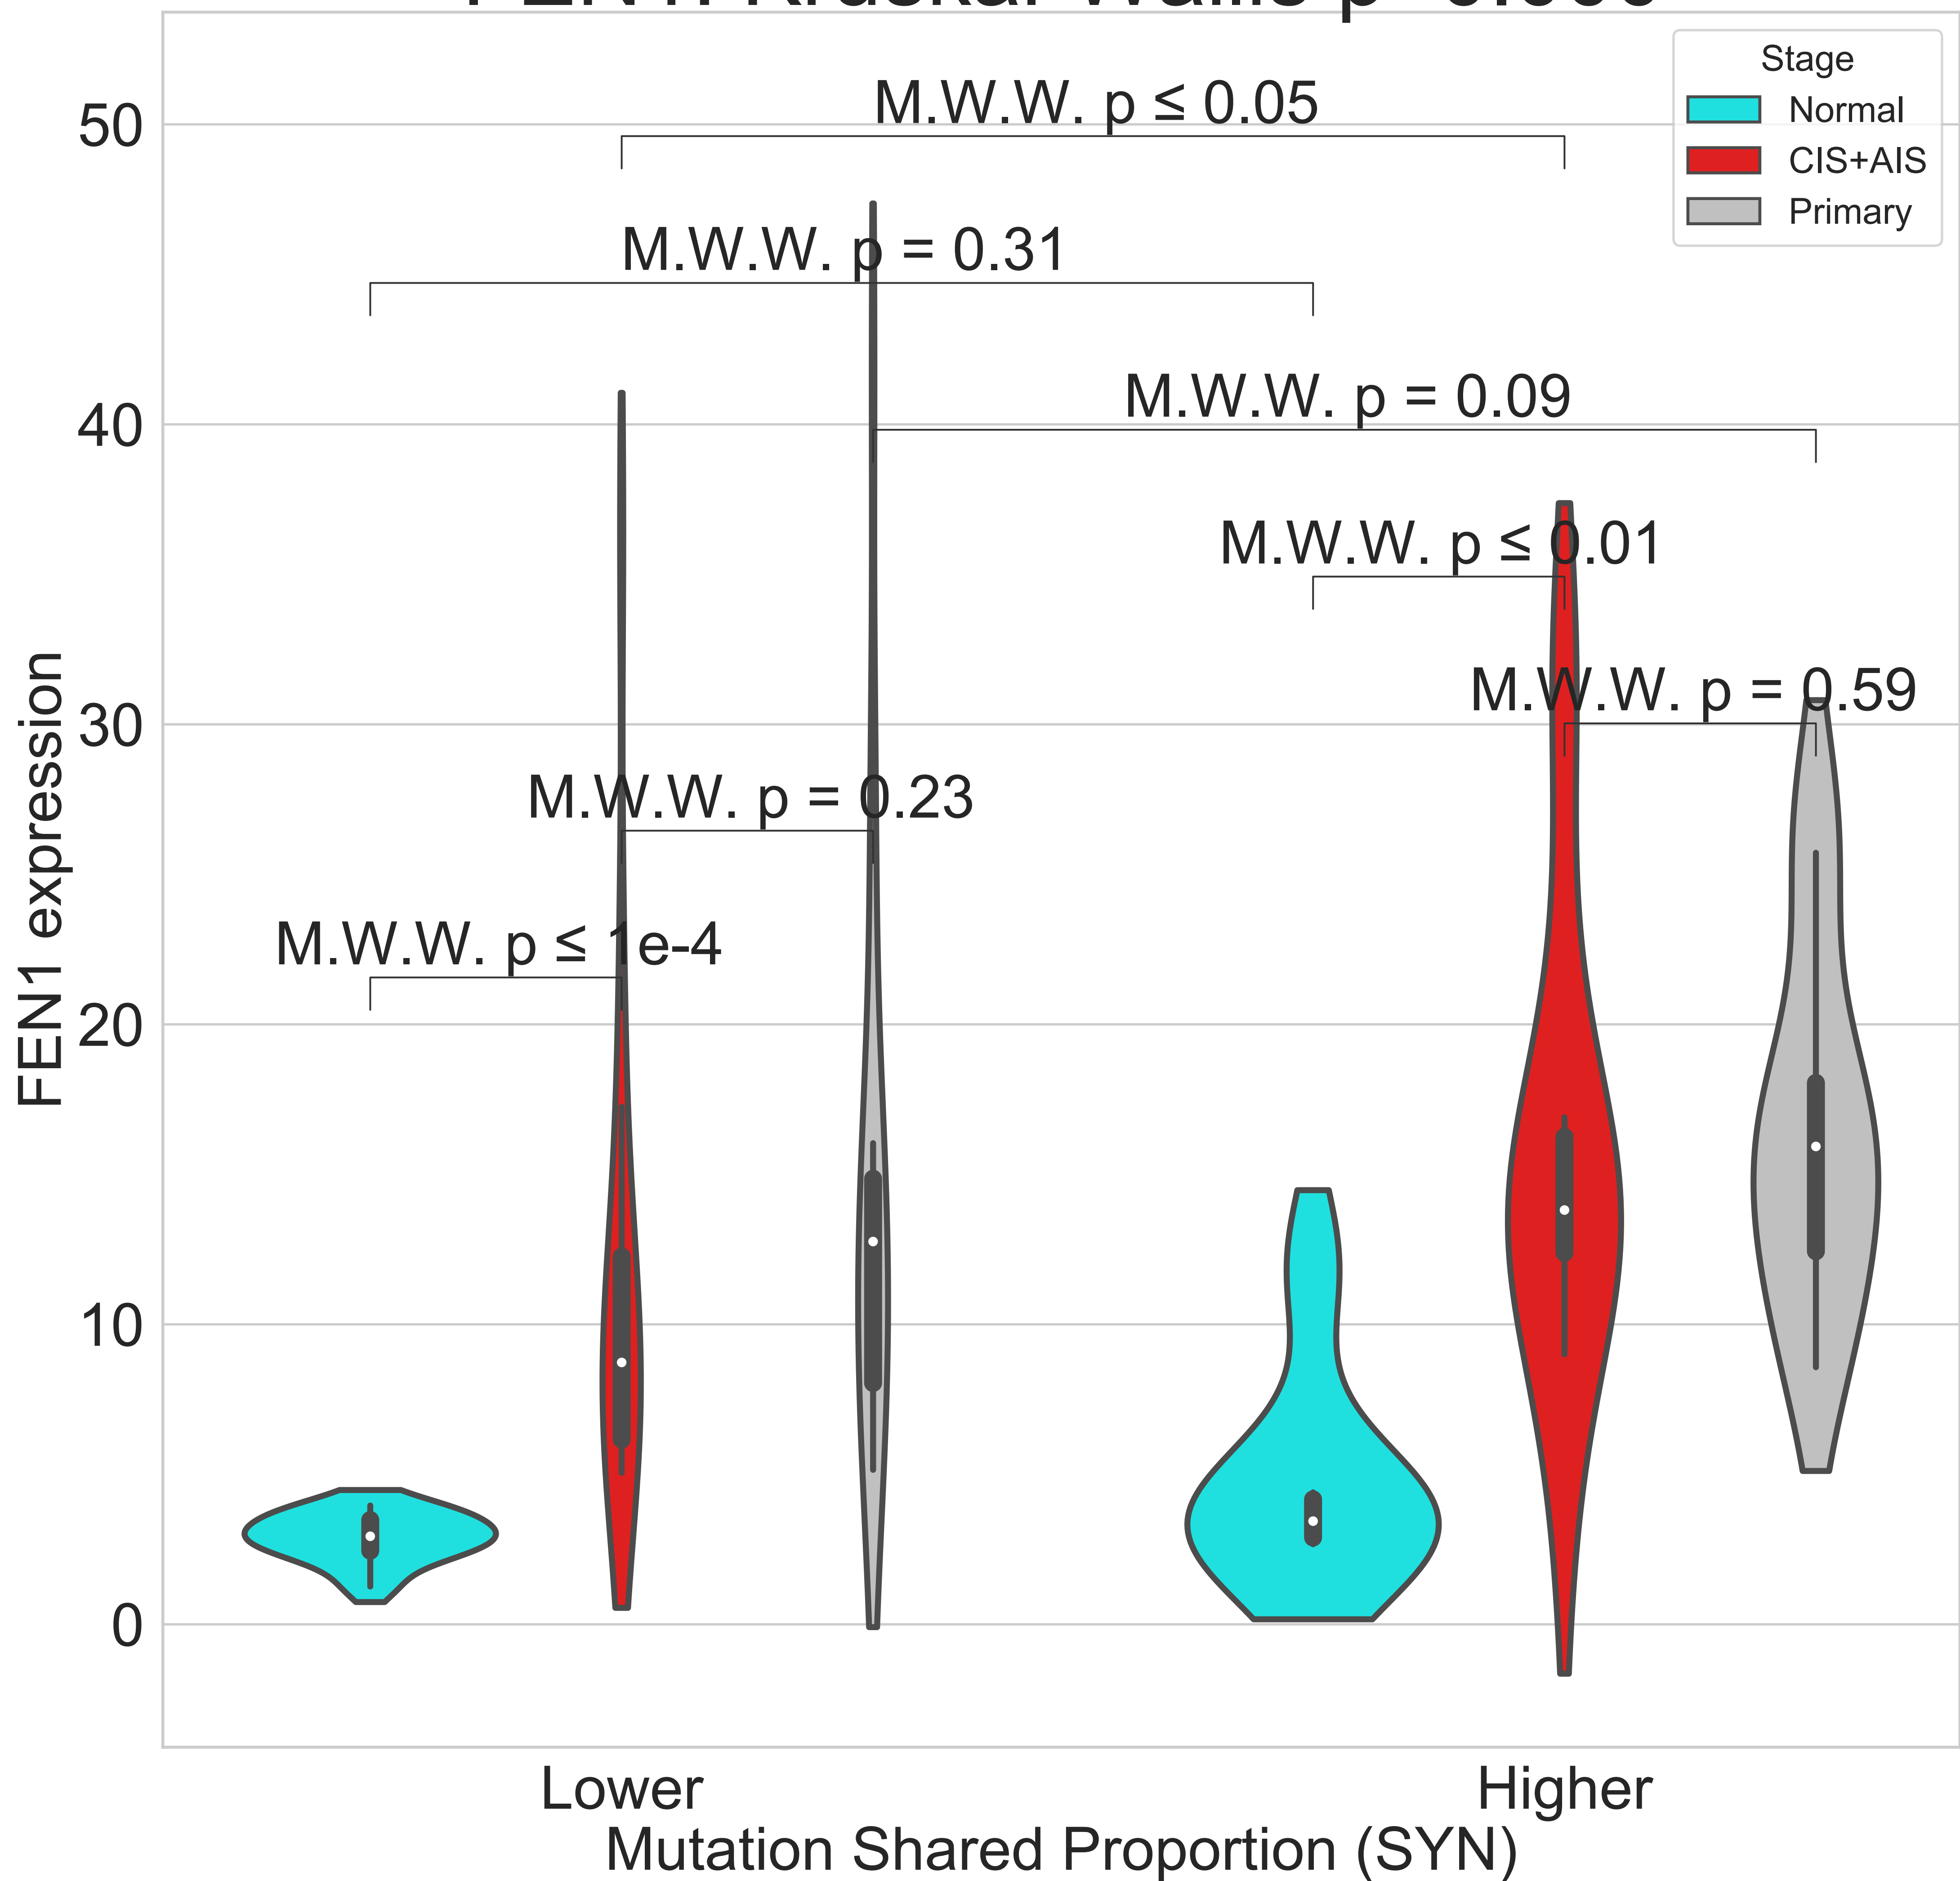 Stage
Normal
CIS+AIS
Primary
M.W.W. p ≤ 0.05
M.W.W. p = 0.31
M.W.W. p = 0.09
M.W.W. p ≤ 0.01
M.W.W. p = 0.59
M.W.W. p = 0.23
M.W.W. p ≤ 1e-4
50
40
30
20
10
0
FEN1 expression
Lower
Higher
Mutation Shared Proportion (SYN)